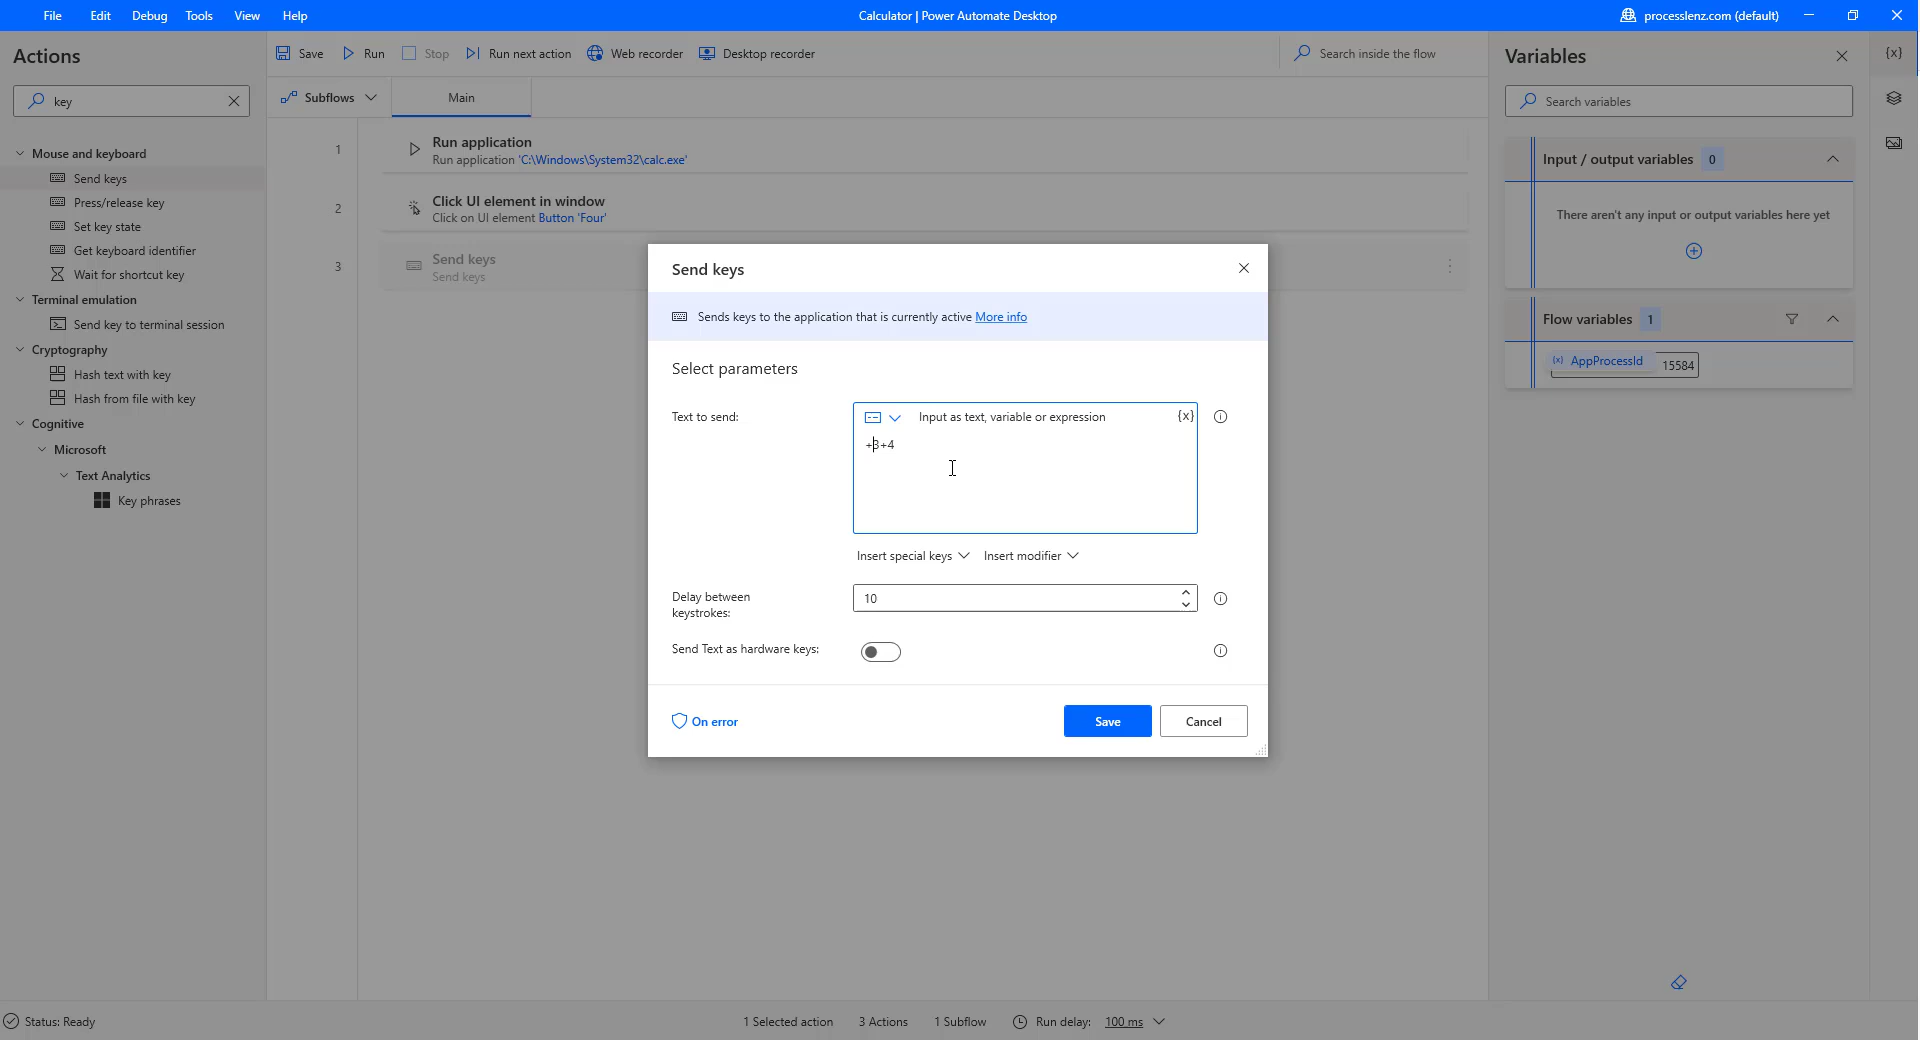 File Edit Debug Tools View Help
Calculator | Power Automate Desktop
processlenz.com (default)
Actions
key
Mouse and keyboard
Send keys
Press/release key
Set key state
Get keyboard identifier
Wait for shortcut key
Terminal emulation
Send key to terminal session
Cryptography
Hash text with key
Hash from file with key
Cognitive
Microsoft
Text Analytics
Key phrases
Save Run Stop Run next action Web recorder Desktop recorder
Search inside the flow
Subflows Main
1
Run application
Run application 'C:\Windows\System32\calc.exe'
2
Click UI element in window
Click on UI element Button 'Four'
3
Send keys
Send keys
Send keys
Sends keys to the application that is currently active More info
Select parameters
Text to send:
Input as text, variable or expression {x}
+3+4
Insert special keys Insert modifier
Delay between
keystrokes:
10
Send Text as hardware keys:
On error
Save Cancel
Variables
{x}
Search variables
Input / output variables 0
There aren't any input or output variables here yet
Flow variables 1
(x) AppProcessId 15584
Status: Ready
1 Selected action 3 Actions 1 Subflow Run delay: 100 ms